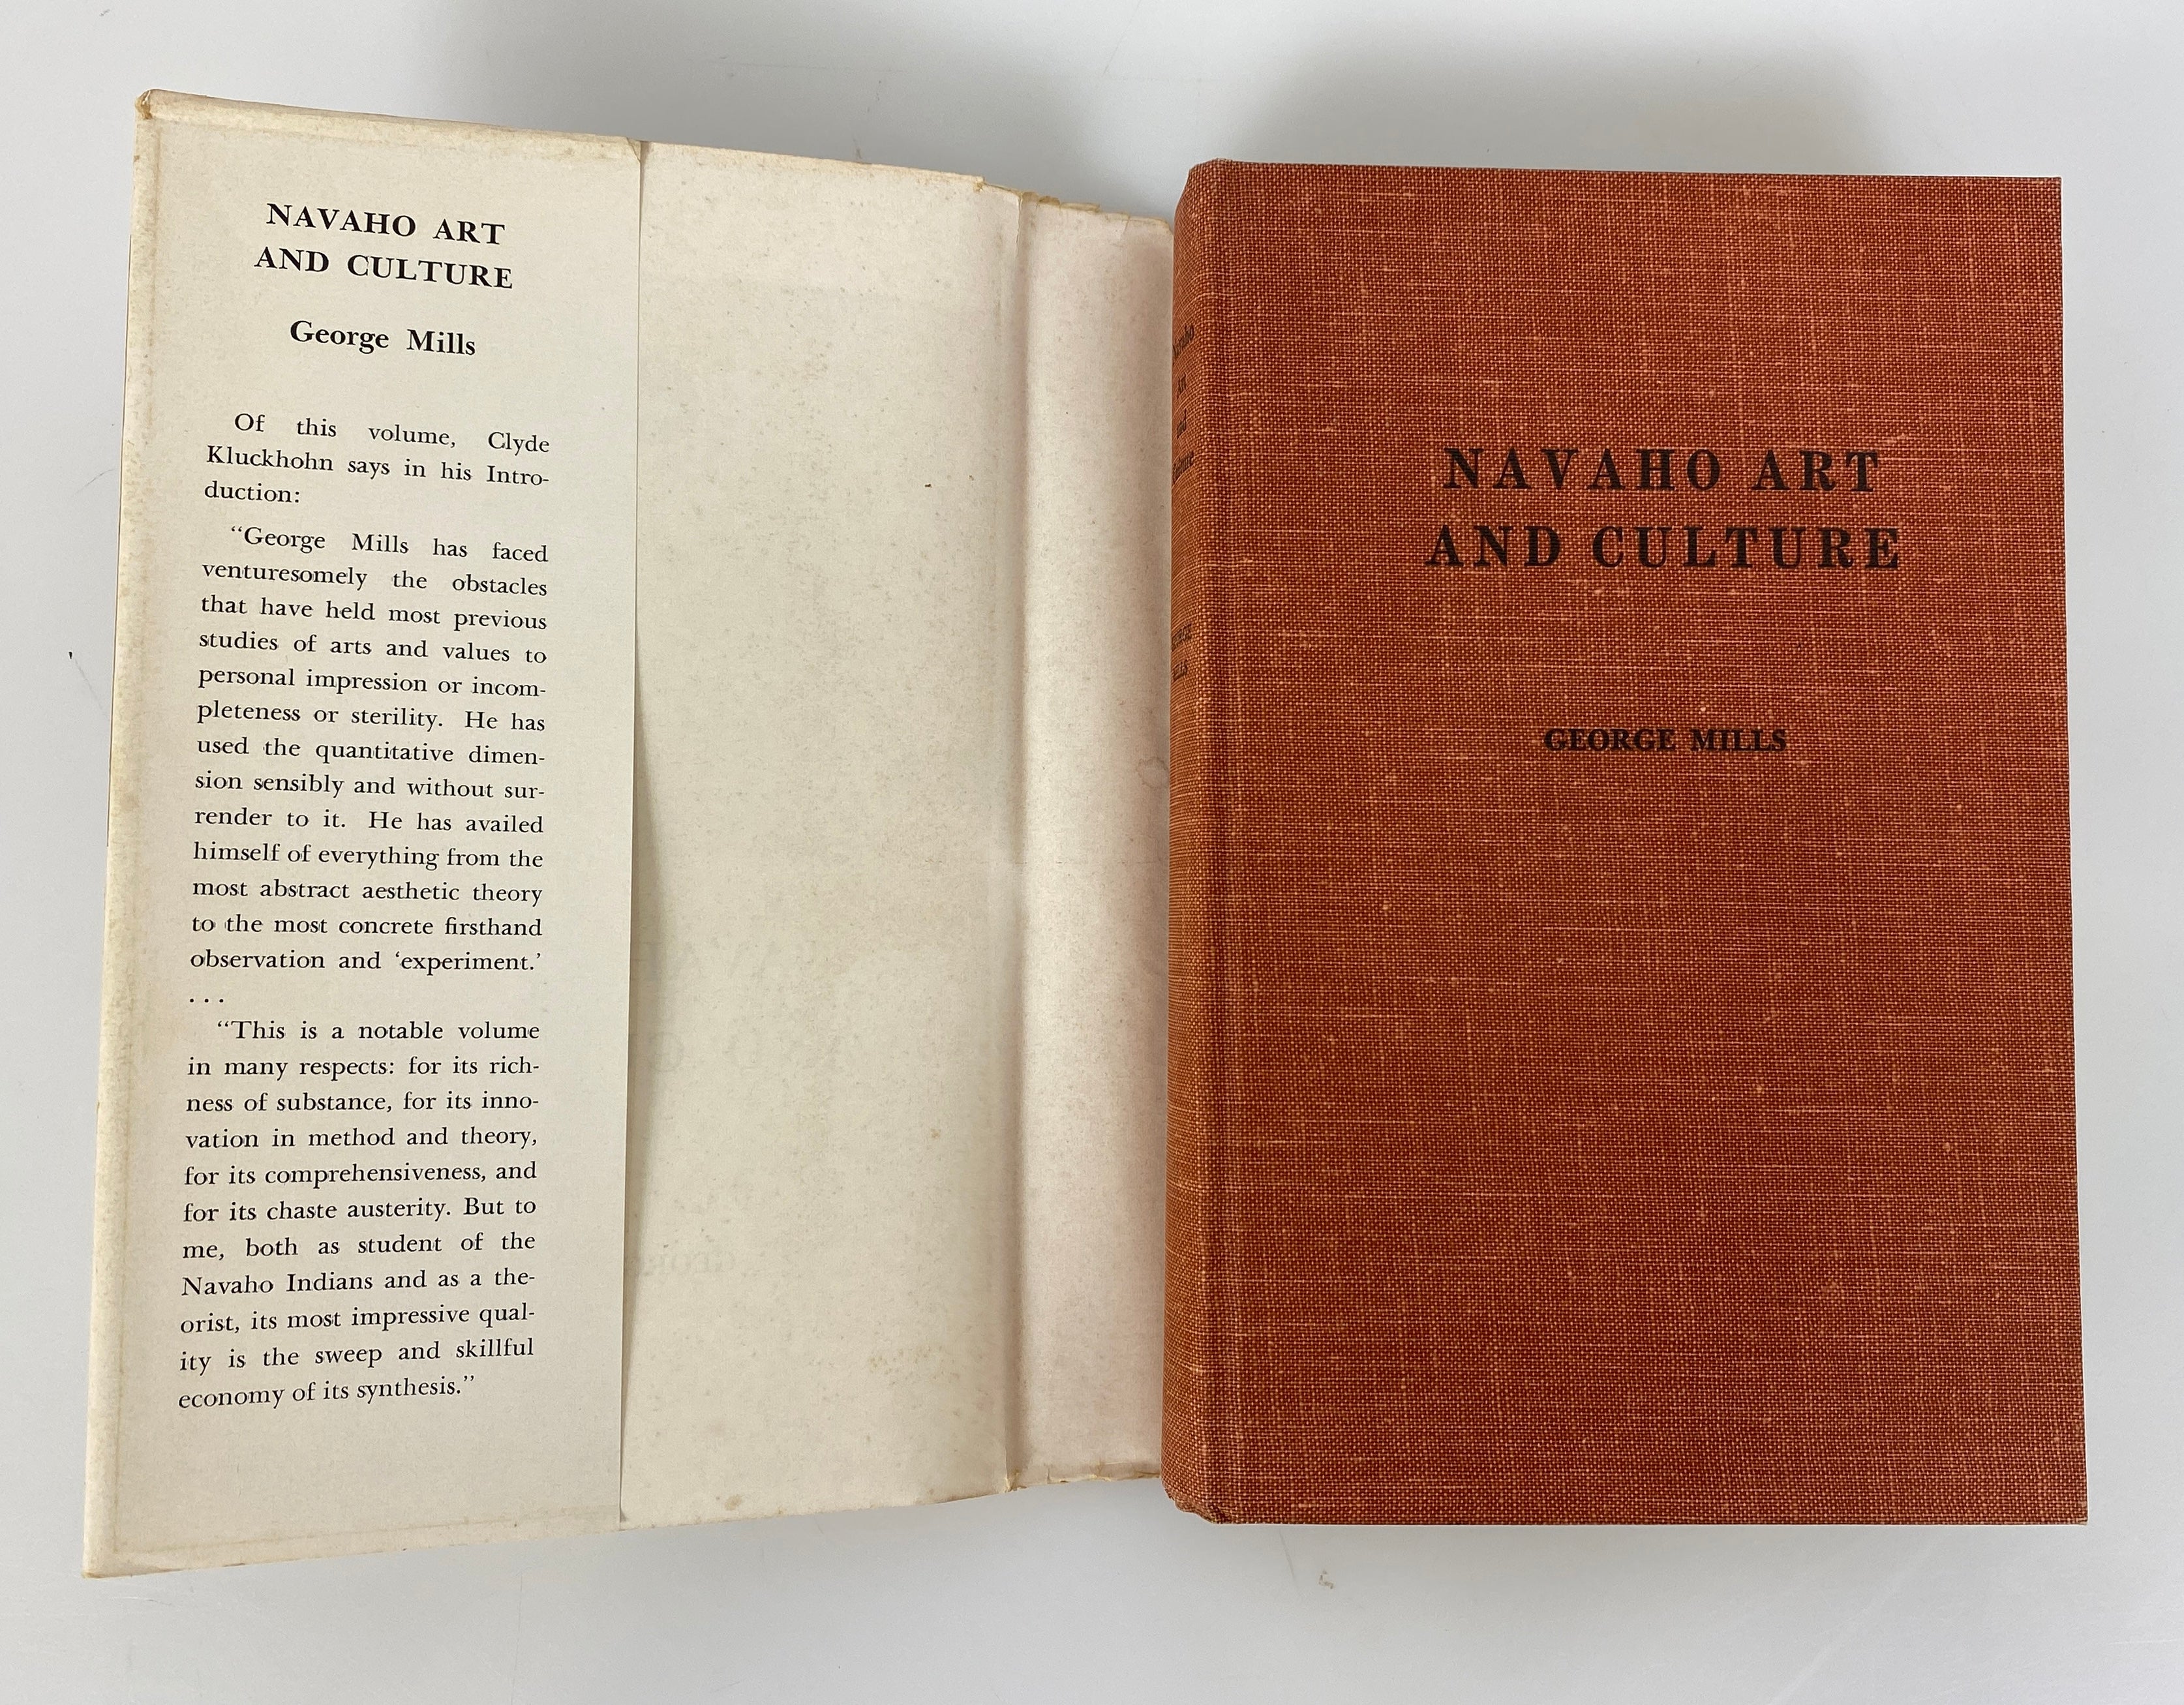 NAVAHO ART
AND CULTURE
George Mills
Of this volume, Clyde
Kluckhohn says in his Intro-
duction:
“George Mills has faced
venturesomely the obstacles
that have held most previous
studies of arts and values to
personal impression or incom-
pleteness or sterility. He has
used the quantitative dimen-
sion sensibly and without sur-
render to it. He has availed
himself of everything from the
most abstract aesthetic theory
to the most concrete firsthand
observation and ‘experiment.’
. . .
“This is a notable volume
in many respects: for its rich-
ness of substance, for its inno-
vation in method and theory,
for its comprehensiveness, and
for its chaste austerity. But to
me, both as student of the
Navaho Indians and as a the-
orist, its most impressive qual-
ity is the sweep and skillful
economy of its synthesis.”
NAVAHO ART
AND CULTURE
GEORGE MILLS